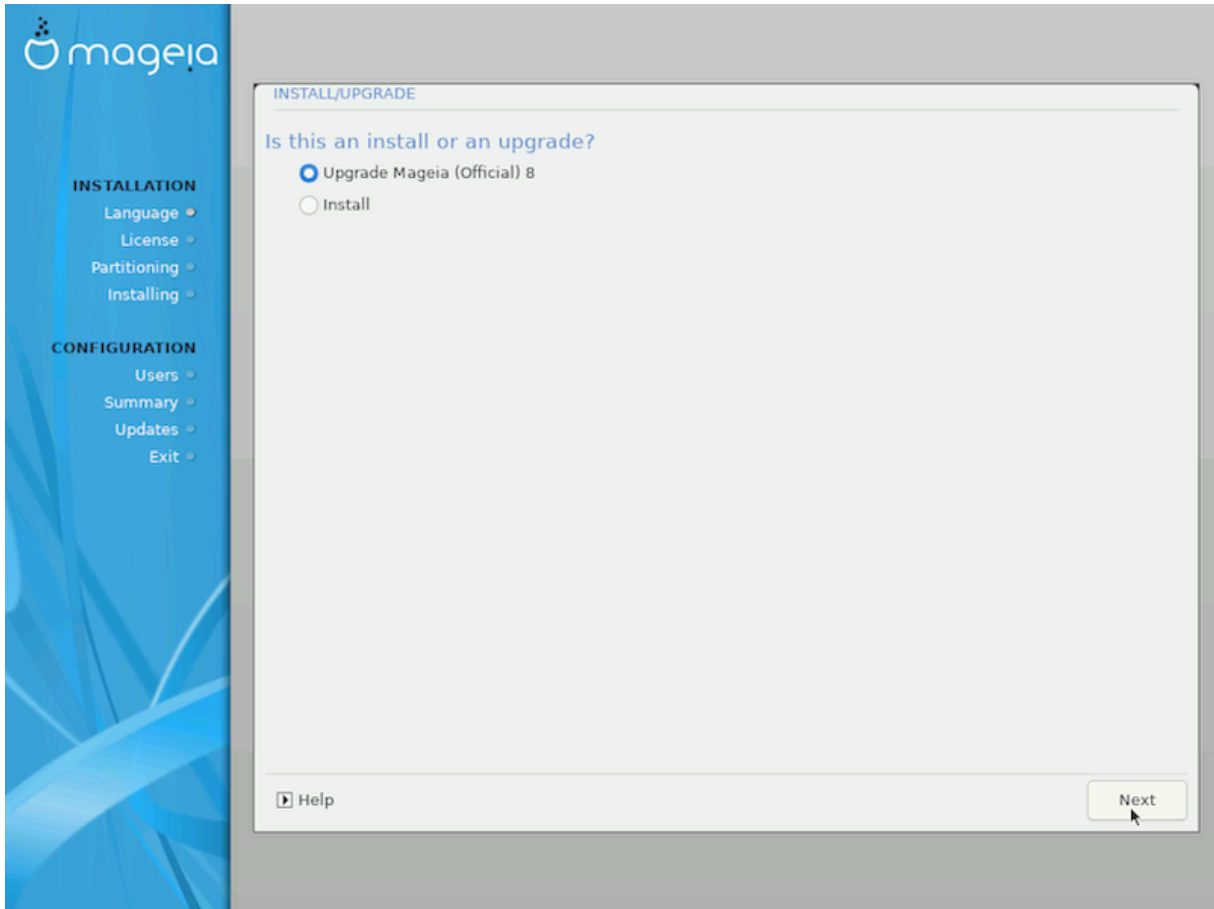 mageia
INSTALLATION
Language
License
Partitioning
Installing
CONFIGURATION
Users
Summary
Updates
Exit
INSTALL/UPGRADE
Is this an install or an upgrade?
Upgrade Mageia (Official) 8
Install
Help
Next